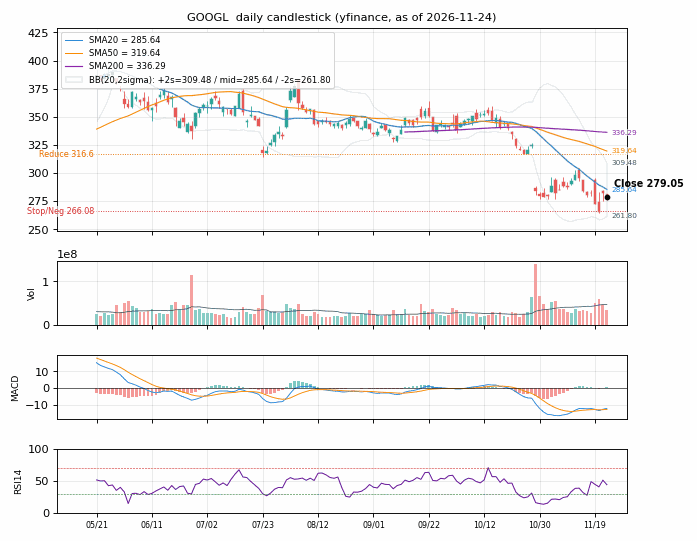 GOOGL  daily candlestick (yfinance, as of 2026-11-24)
SMA20 = 285.64
SMA50 = 319.64
SMA200 = 336.29
BB(20,2sigma): +2s=309.48 / mid=285.64 / -2s=261.80
425
400
375
350
325
300
275
250
Reduce 316.6
Stop/Neg 266.08
336.29
319.64
309.48
Close 279.05
285.64
261.80
1e8
Vol
1
0
MACD
10
0
−10
RSI14
100
50
0
05/21 06/11 07/02 07/23 08/12 09/01 09/22 10/12 10/30 11/19